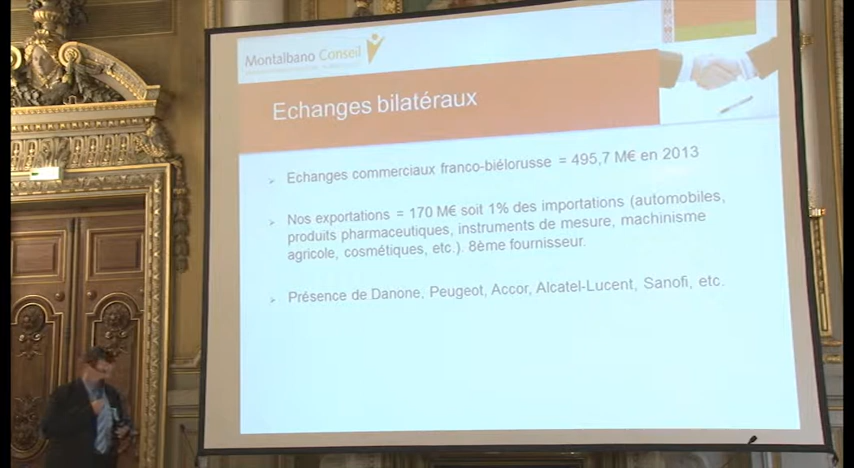 Montalbano Conseil
Echanges bilatéraux
➢ Echanges commerciaux franco-biélorusse = 495,7 M€ en 2013
➢ Nos exportations = 170 M€ soit 1% des importations (automobiles,
produits pharmaceutiques, instruments de mesure, machinisme
agricole, cosmétiques, etc.). 8ème fournisseur.
➢ Présence de Danone, Peugeot, Accor, Alcatel-Lucent, Sanofi, etc.